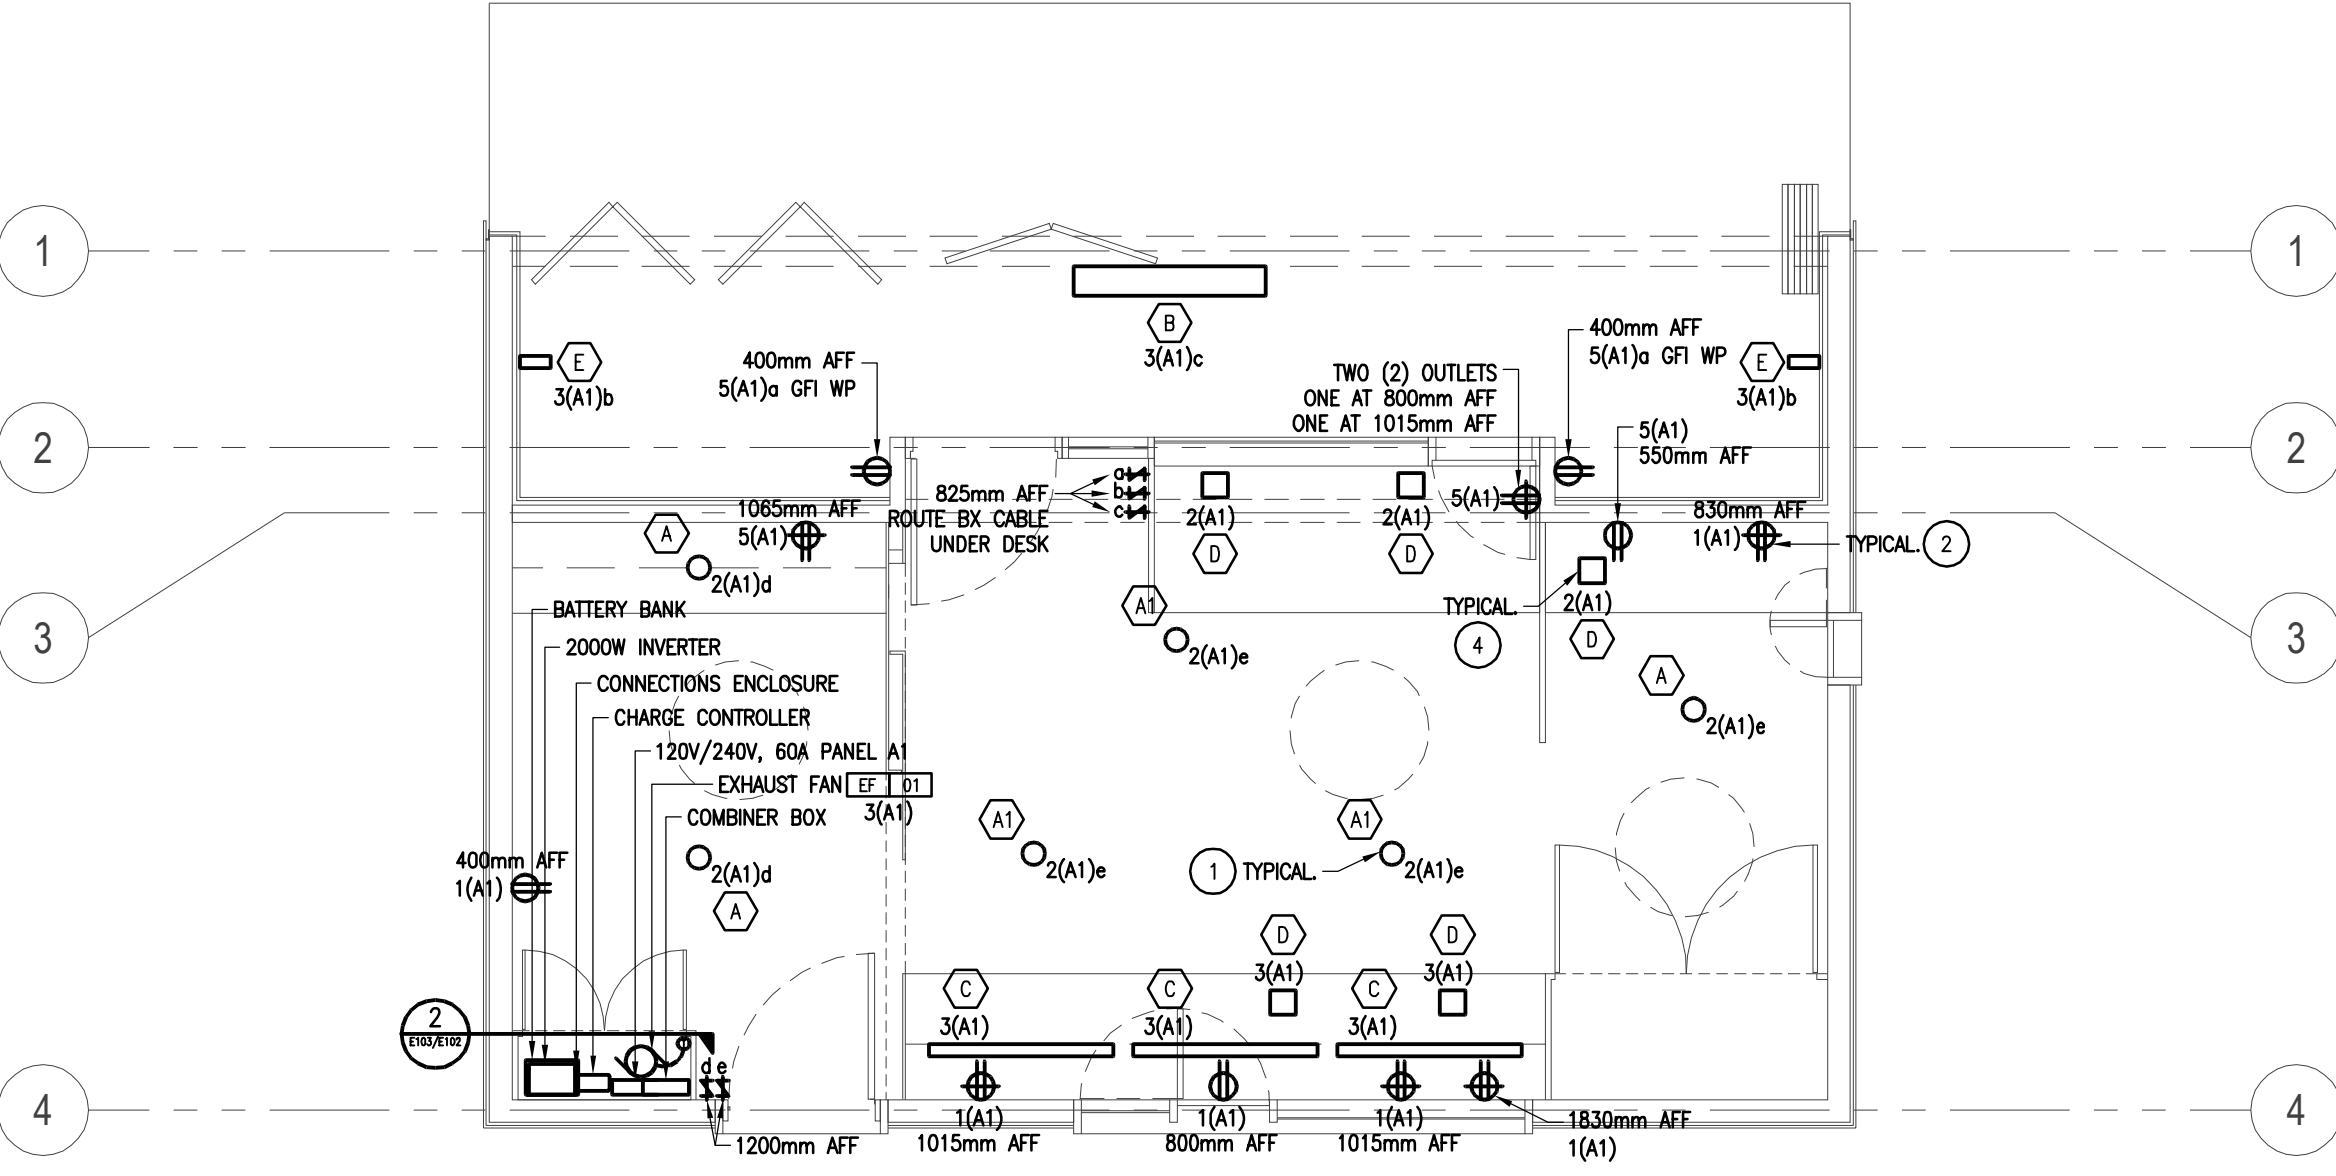 1
1
B
3(A1)c
400mm AFF
5(A1)a GFI WP
E
3(A1)b
400mm AFF
5(A1)a GFI WP
E
3(A1)b
TWO (2) OUTLETS
ONE AT 800mm AFF
ONE AT 1015mm AFF
2
2
5(A1)
550mm AFF
a
b
c
825mm AFF
ROUTE BX CABLE
UNDER DESK
5(A1)
1065mm AFF
5(A1)
A
2(A1)d
2(A1)
D
2(A1)
D
830mm AFF
1(A1)
TYPICAL.
2
A1
2(A1)e
TYPICAL.
4
2(A1)
D
3
3
A
2(A1)e
BATTERY BANK
2000W INVERTER
CONNECTIONS ENCLOSURE
CHARGE CONTROLLER
120V/240V, 60A PANEL A1
EXHAUST FAN
EF
01
3(A1)
COMBINER BOX
400mm AFF
1(A1)
2(A1)d
A
A1
2(A1)e
A1
2(A1)e
1
TYPICAL.
D
3(A1)
D
3(A1)
C
3(A1)
C
3(A1)
C
3(A1)
2
E103/E102
d e
1200mm AFF
1(A1)
1015mm AFF
1(A1)
800mm AFF
1(A1)
1015mm AFF
1830mm AFF
1(A1)
4
4